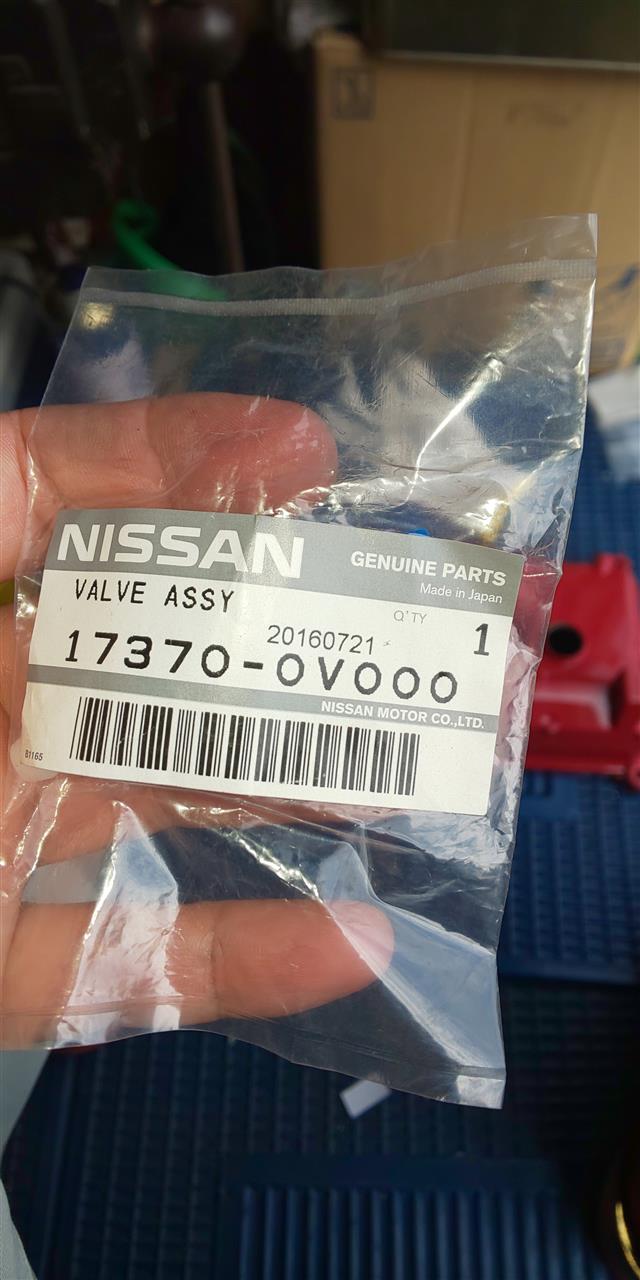 NISSAN
GENUINE PARTS
Made in Japan
VALVE ASSY
Q'TY
20160721
1
17370-0V000
NISSAN MOTOR CO.,LTD.
B1165